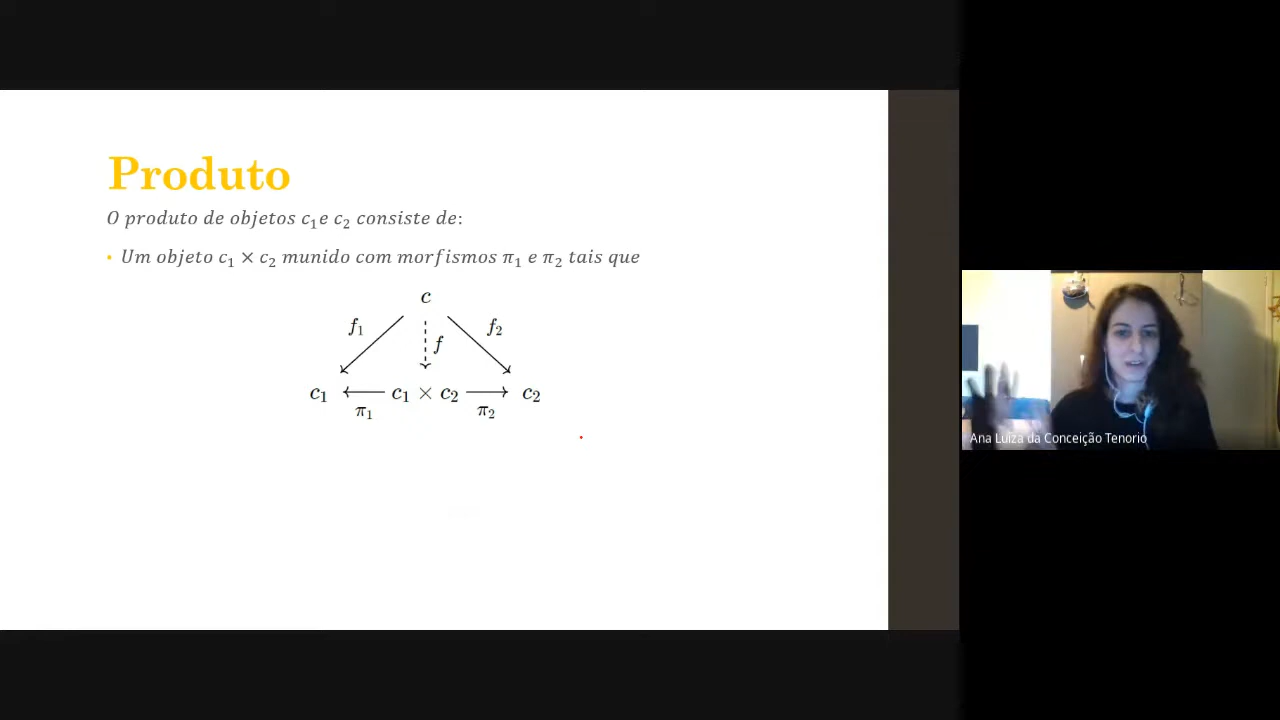 Produto
O produto de objetos c₁e c₂ consiste de:
• Um objeto c₁ × c₂ munido com morfismos π₁ e π₂ tais que
c
f₁ f f₂
c₁ c₁ × c₂ c₂
π₁ π₂
Ana Luiza da Conceição Tenorio